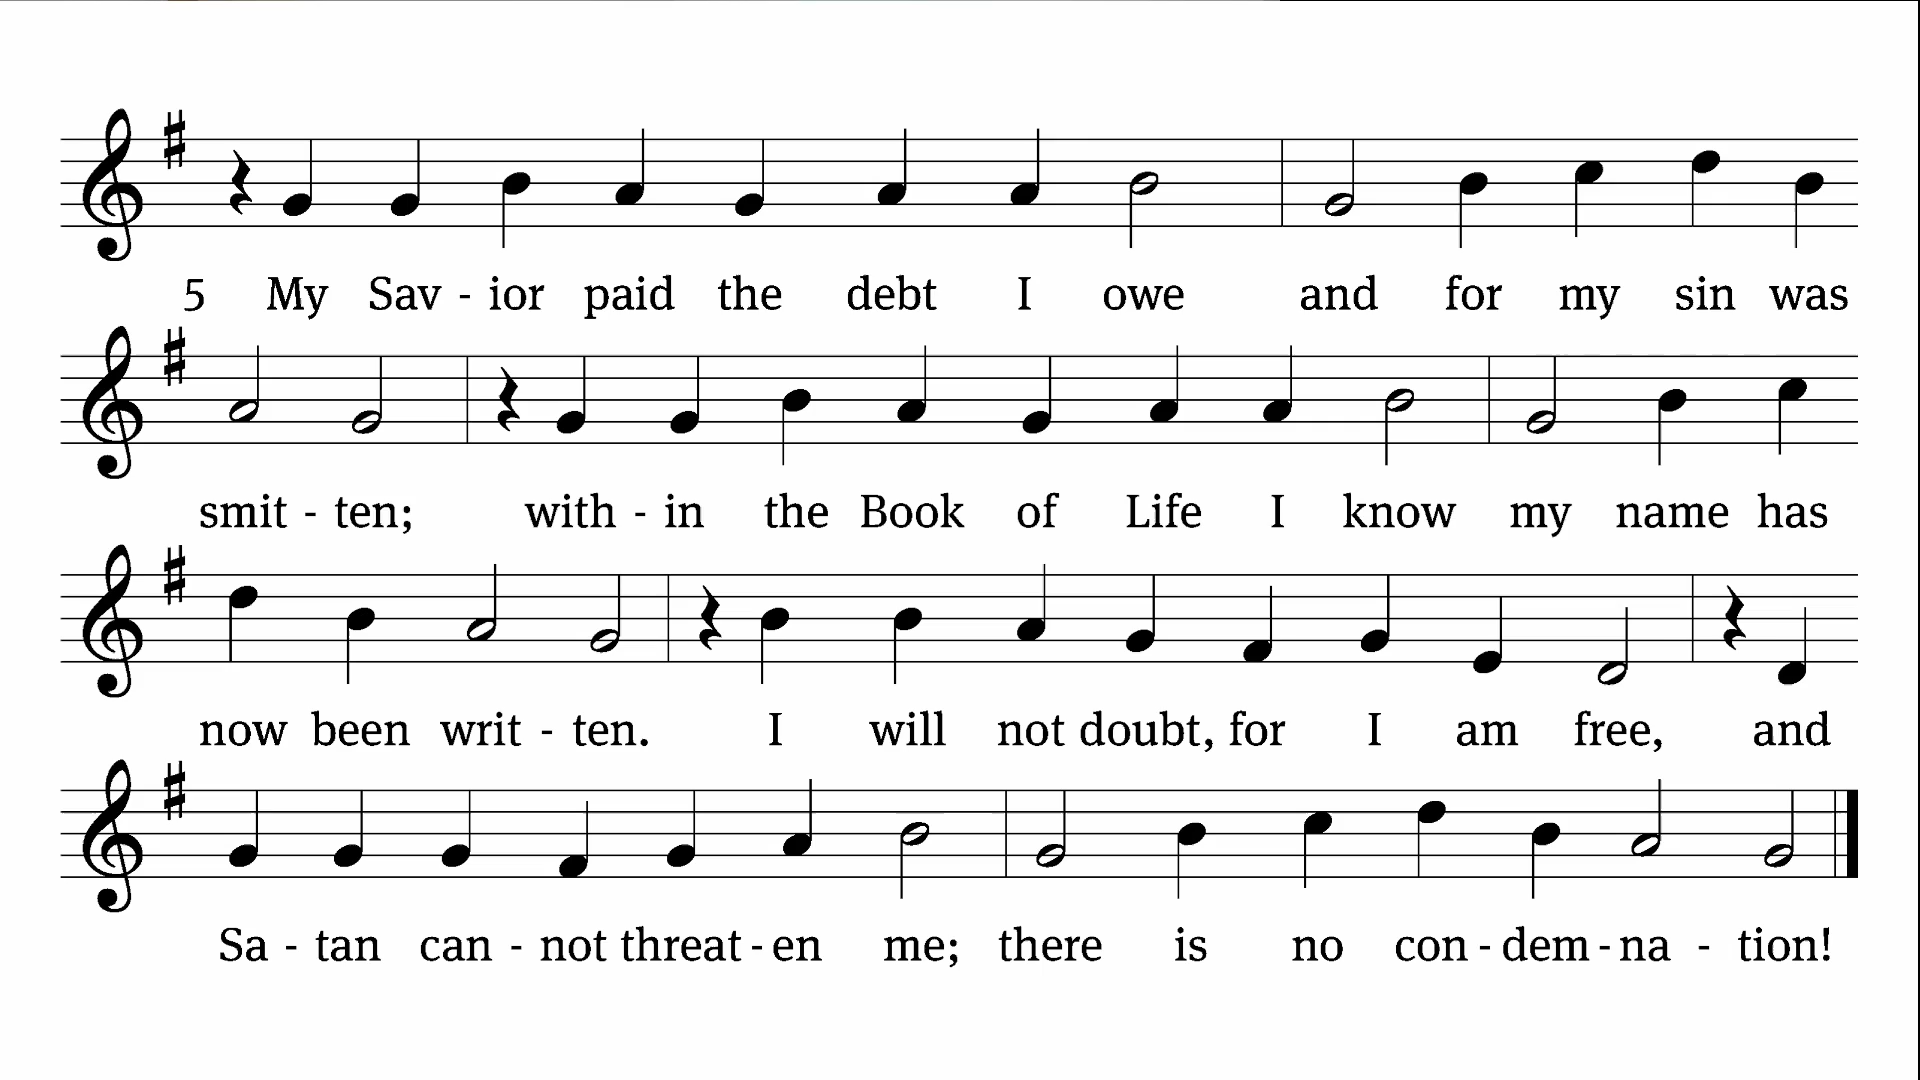 5 My Sav - ior paid the debt I owe and for my sin was
smit - ten; with - in the Book of Life I know my name has
now been writ - ten. I will not doubt, for I am free, and
Sa - tan can - not threat - en me; there is no con - dem - na - tion!